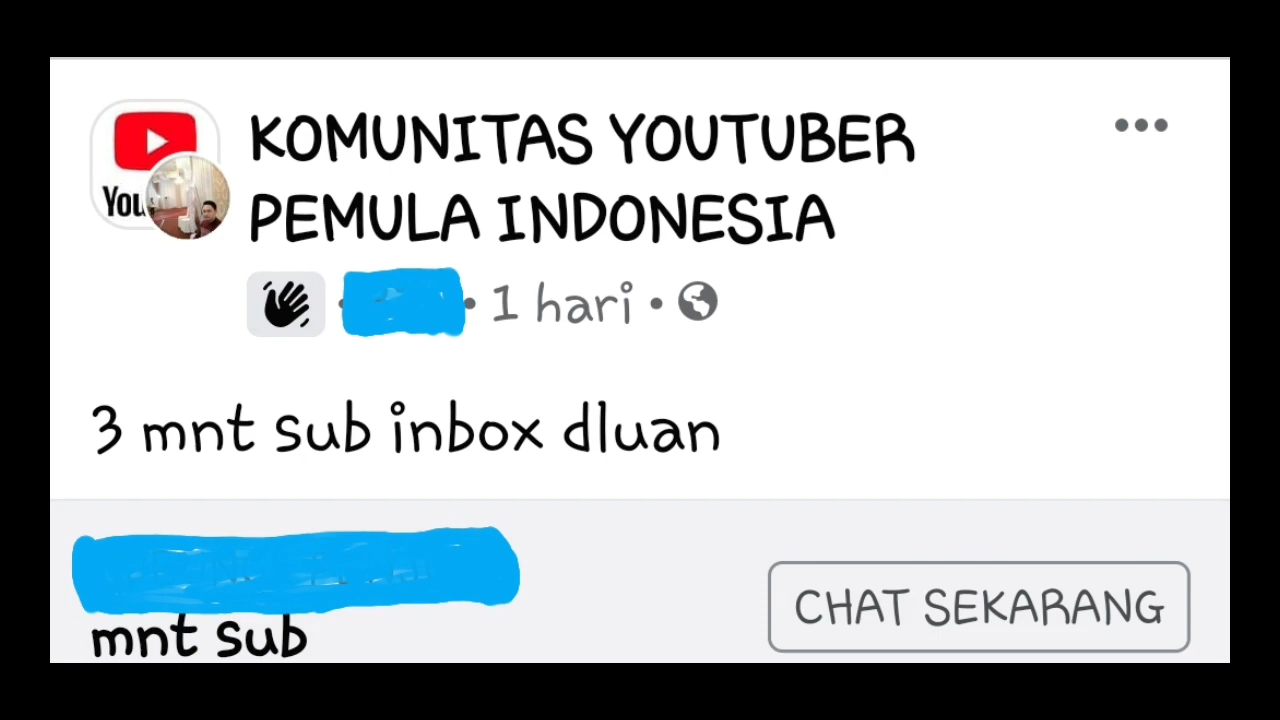 KOMUNITAS YOUTUBER
PEMULA INDONESIA
1 hari
3 mnt sub inbox dluan
mnt sub
CHAT SEKARANG